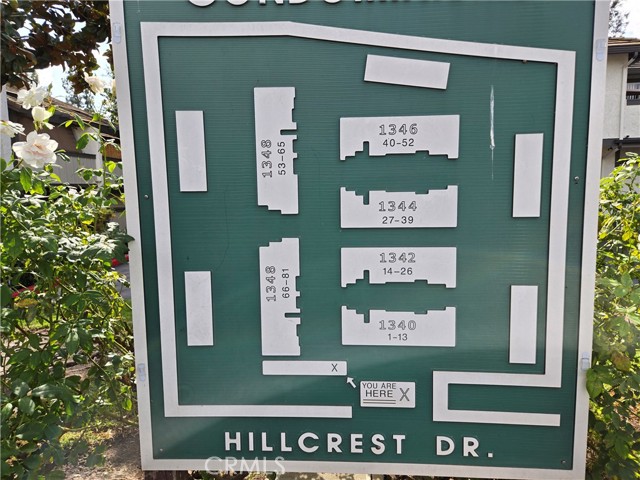 1346
40-52
1348
53-65
1344
27-39
1342
14-26
1348
66-81
1340
1-13
X
YOU ARE
HERE X
HILLCREST DR.
CRMLS